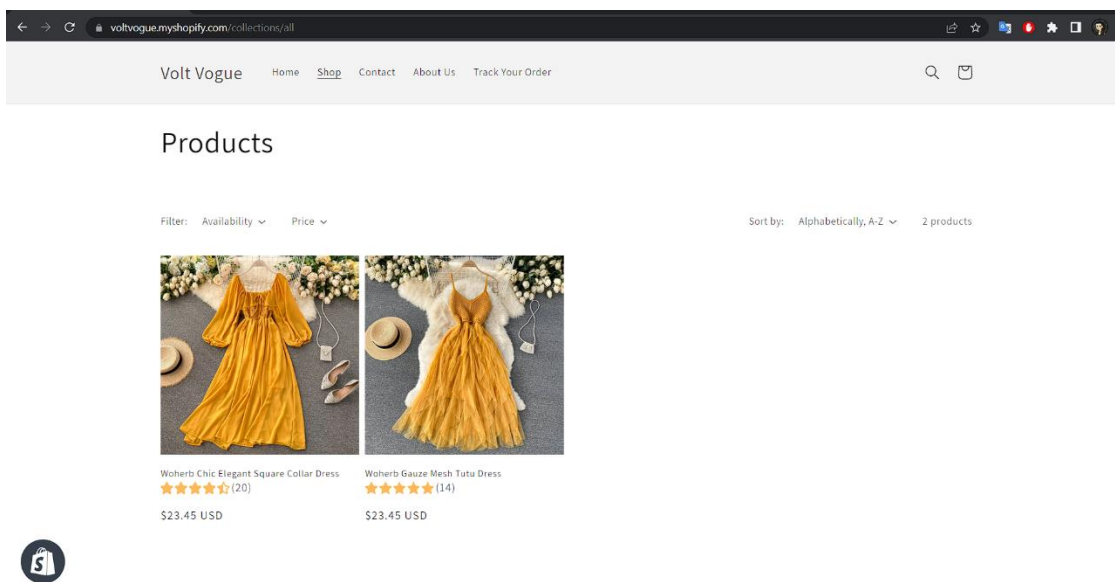 voltvogue.myshopify.com/collections/all
Volt Vogue Home Shop Contact About Us Track Your Order
Products
Filter: Availability Price Sort by: Alphabetically, A-Z 2 products
Woherb Chic Elegant Square Collar Dress Woherb Gauze Mesh Tutu Dress
(20) (14)
$23.45 USD $23.45 USD